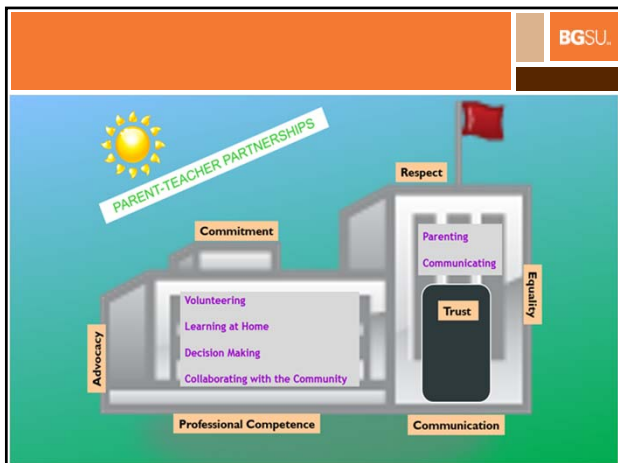 BGSU
PARENT-TEACHER PARTNERSHIPS
Respect
Commitment
Parenting
Communicating
Equality
Trust
Volunteering
Learning at Home
Decision Making
Collaborating with the Community
Advocacy
Professional Competence
Communication